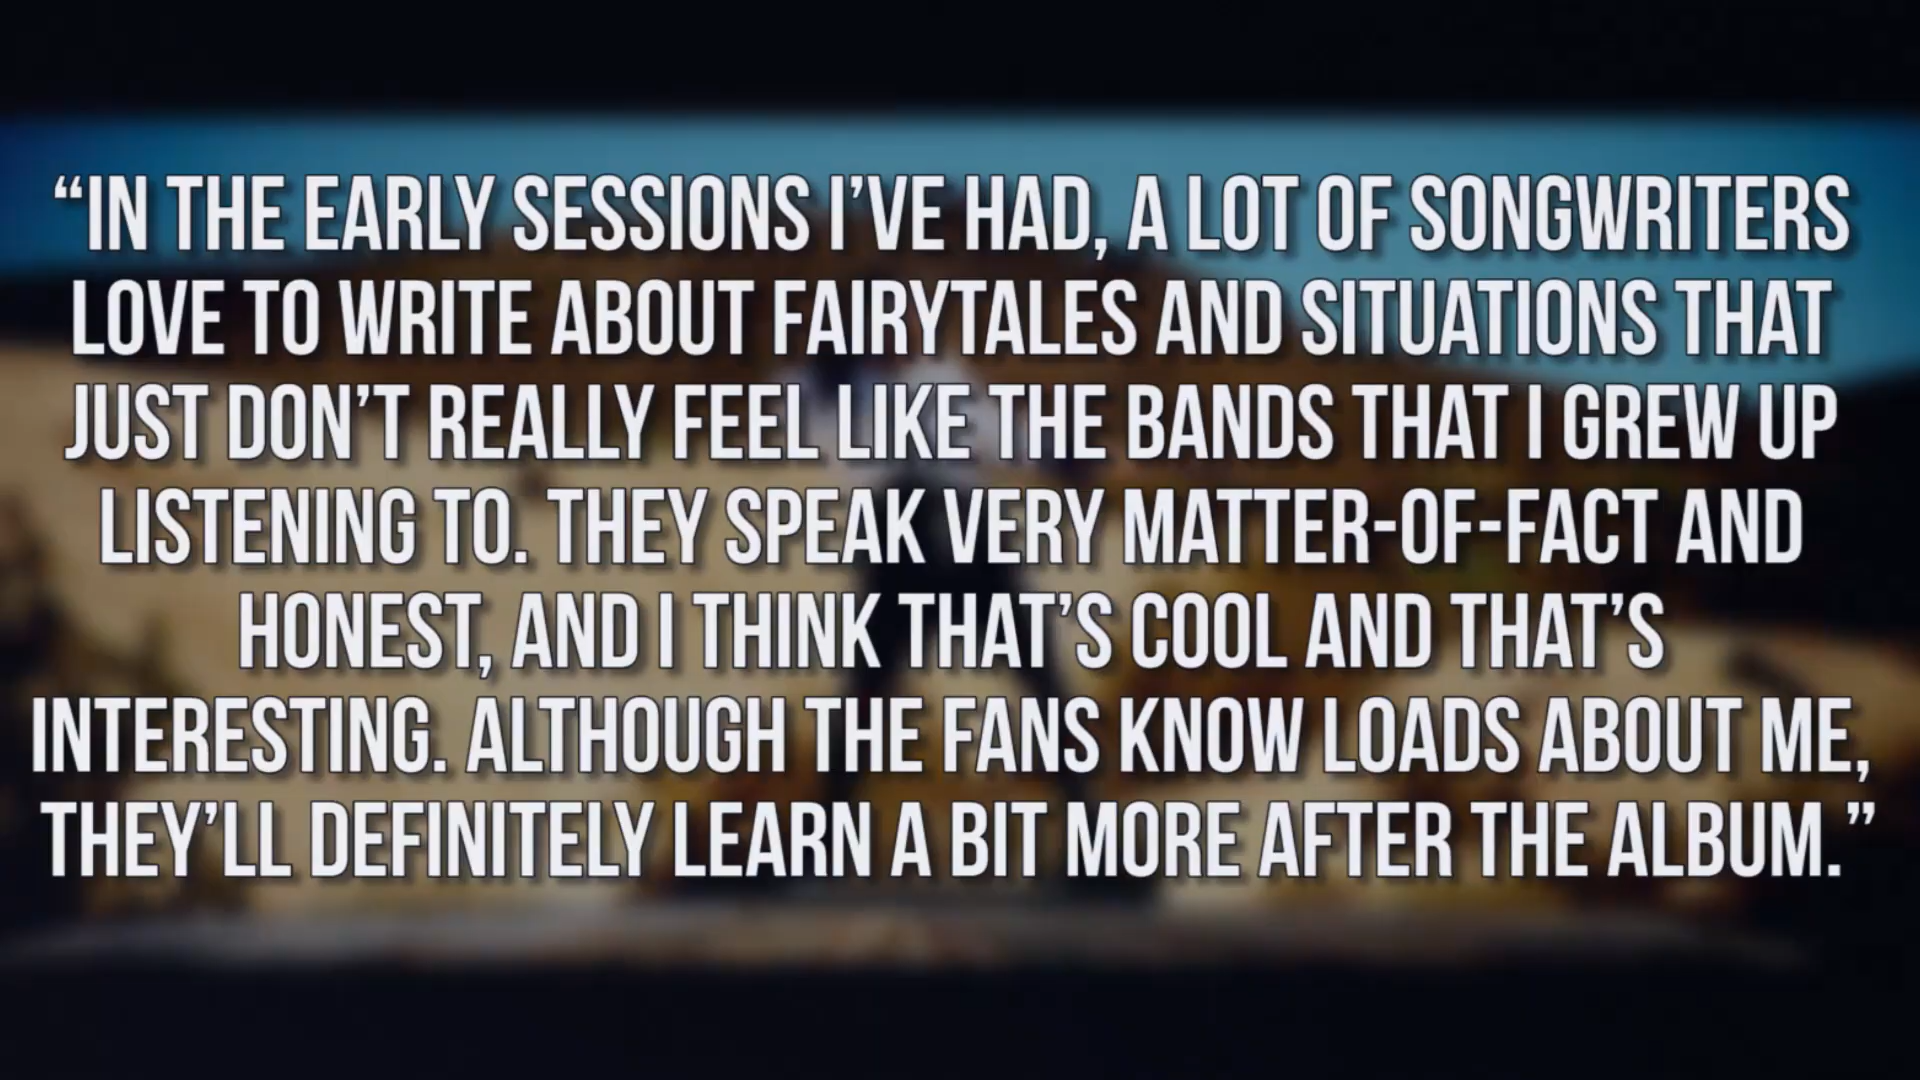 “IN THE EARLY SESSIONS I’VE HAD, A LOT OF SONGWRITERS
LOVE TO WRITE ABOUT FAIRYTALES AND SITUATIONS THAT
JUST DON’T REALLY FEEL LIKE THE BANDS THAT I GREW UP
LISTENING TO. THEY SPEAK VERY MATTER-OF-FACT AND
HONEST, AND I THINK THAT’S COOL AND THAT’S
INTERESTING. ALTHOUGH THE FANS KNOW LOADS ABOUT ME,
THEY’LL DEFINITELY LEARN A BIT MORE AFTER THE ALBUM.”